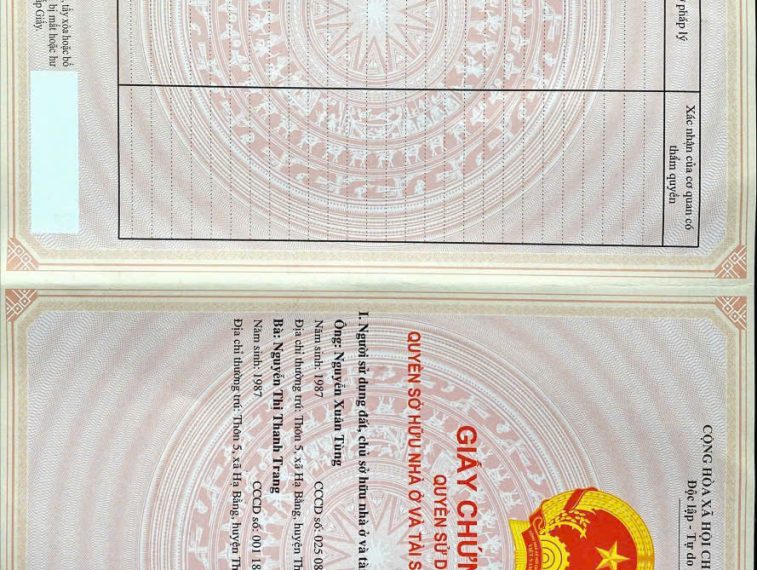 pháp lý
Xác nhận của cơ quan có
thẩm quyền
tẩy xóa hoặc bổ
bị mất hoặc hư
ấp Giấy.
CỘNG HÒA XÃ HỘI CH
Độc lập - Tự do
GIẤY CHỨN
QUYỀN SỬ D
QUYỀN SỞ HỮU NHÀ Ở VÀ TÀI S
I. Người sử dụng đất, chủ sở hữu nhà ở và tà
Ông: Nguyễn Xuân Tùng
Năm sinh: 1987 CCCD số: 025 08
Địa chỉ thường trú: Thôn 5, xã Hạ Bằng, huyện Th
Bà: Nguyễn Thị Thanh Trang
Năm sinh: 1987 CCCD số: 001 18
Địa chỉ thường trú: Thôn 5, xã Hạ Bằng, huyện Th